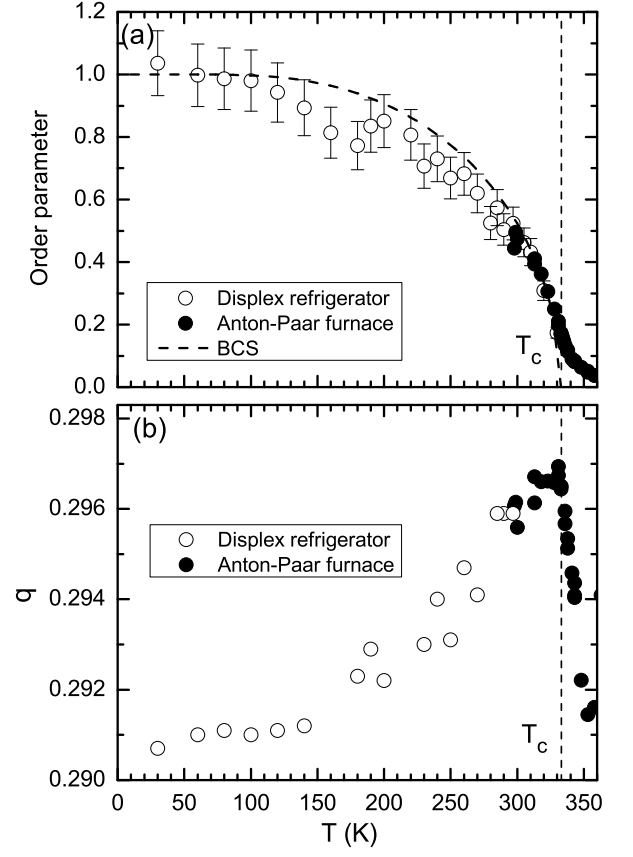 1.2
(a)
1.0
0.8
0.6
0.4
0.2
0.0
Order parameter
Displex refrigerator
Anton-Paar furnace
BCS
Tc
0.298
(b)
0.296
0.294
0.292
0.290
q
Displex refrigerator
Anton-Paar furnace
Tc
0 50 100 150 200 250 300 350
T (K)